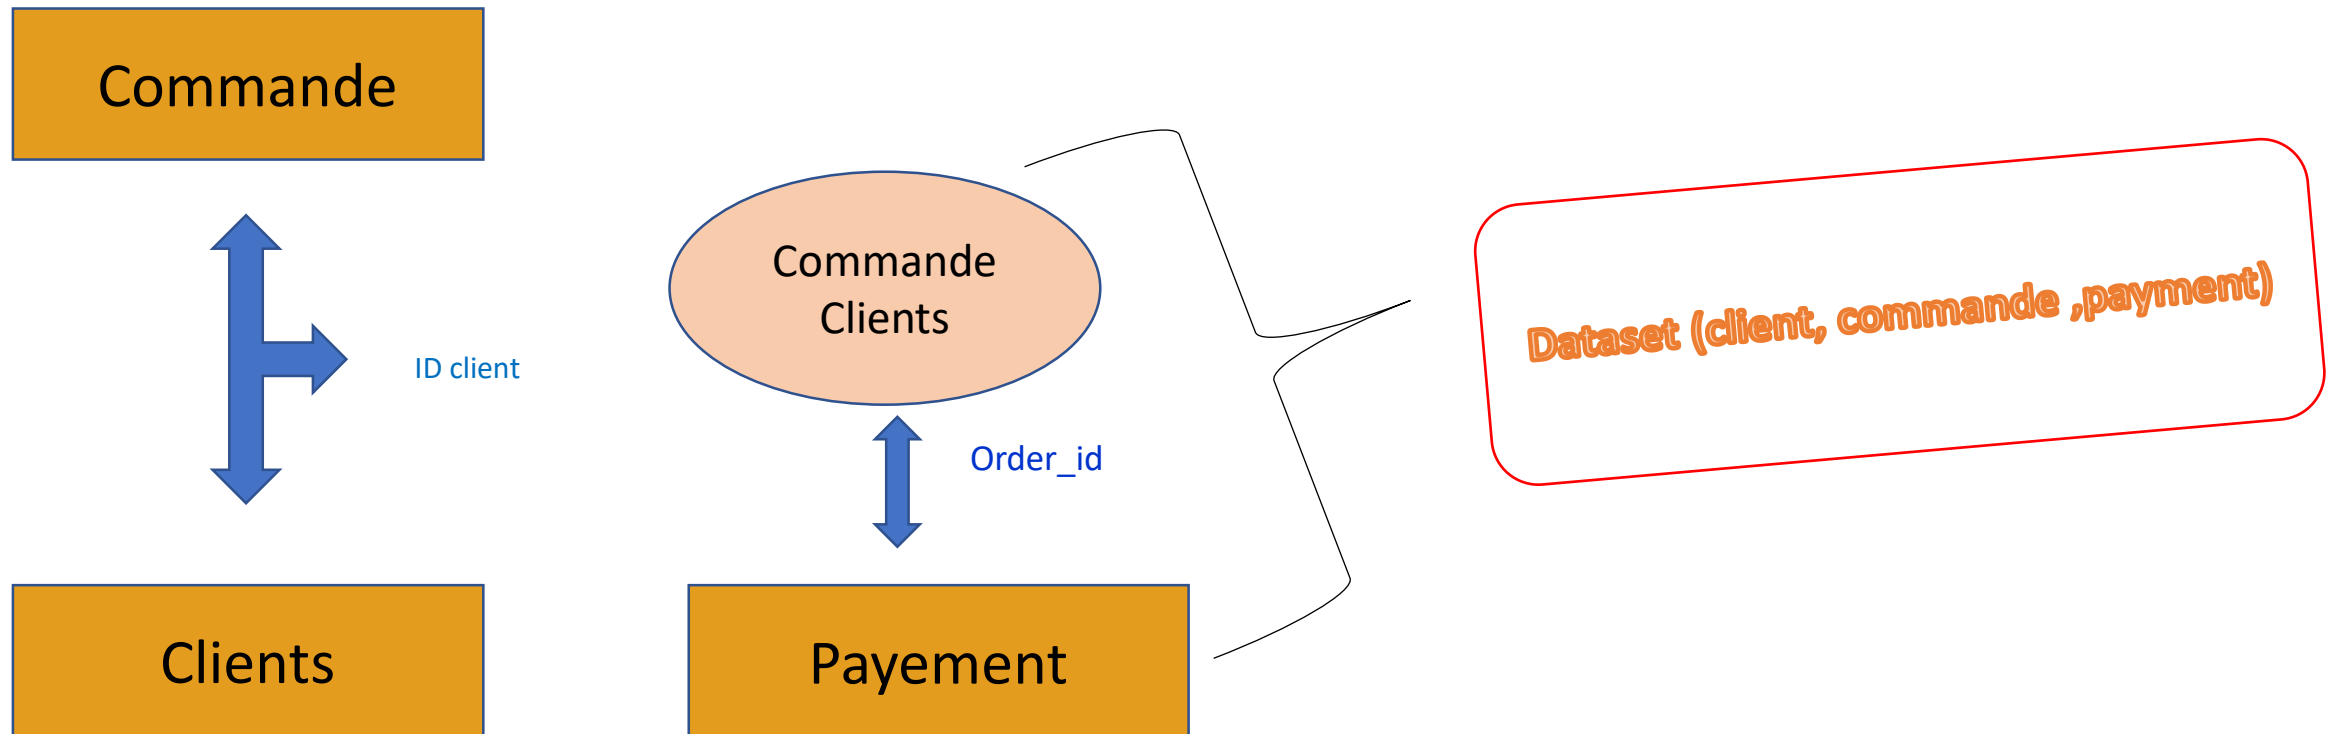 Commande
Commande
Clients
ID client
Order_id
Clients
Payement
Dataset (client, commande ,payment)